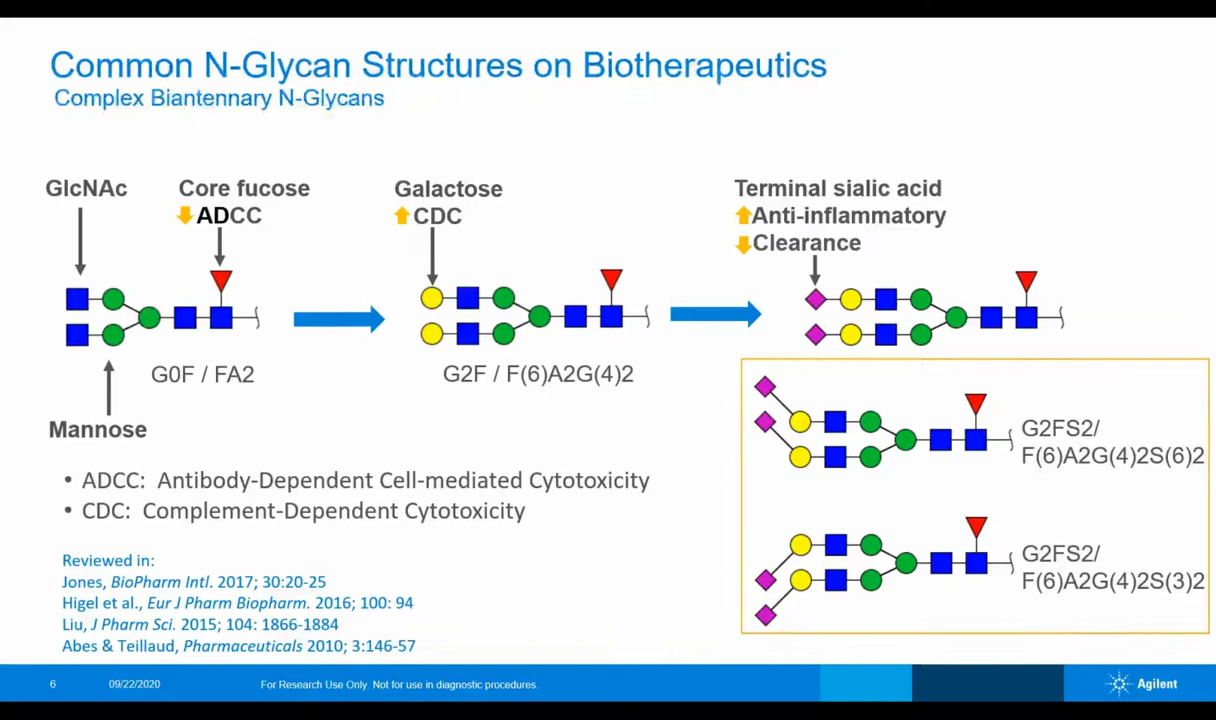 Common N-Glycan Structures on Biotherapeutics
Complex Biantennary N-Glycans
GlcNAc
Core fucose
ADCC
Galactose
CDC
Terminal sialic acid
Anti-inflammatory
Clearance
G0F / FA2
G2F / F(6)A2G(4)2
Mannose
G2FS2/
F(6)A2G(4)2S(6)2
G2FS2/
F(6)A2G(4)2S(3)2
• ADCC: Antibody-Dependent Cell-mediated Cytotoxicity
• CDC: Complement-Dependent Cytotoxicity
Reviewed in:
Jones, BioPharm Intl. 2017; 30:20-25
Higel et al., Eur J Pharm Biopharm. 2016; 100: 94
Liu, J Pharm Sci. 2015; 104: 1866-1884
Abes & Teillaud, Pharmaceuticals 2010; 3:146-57
6 09/22/2020 For Research Use Only. Not for use in diagnostic procedures. Agilent